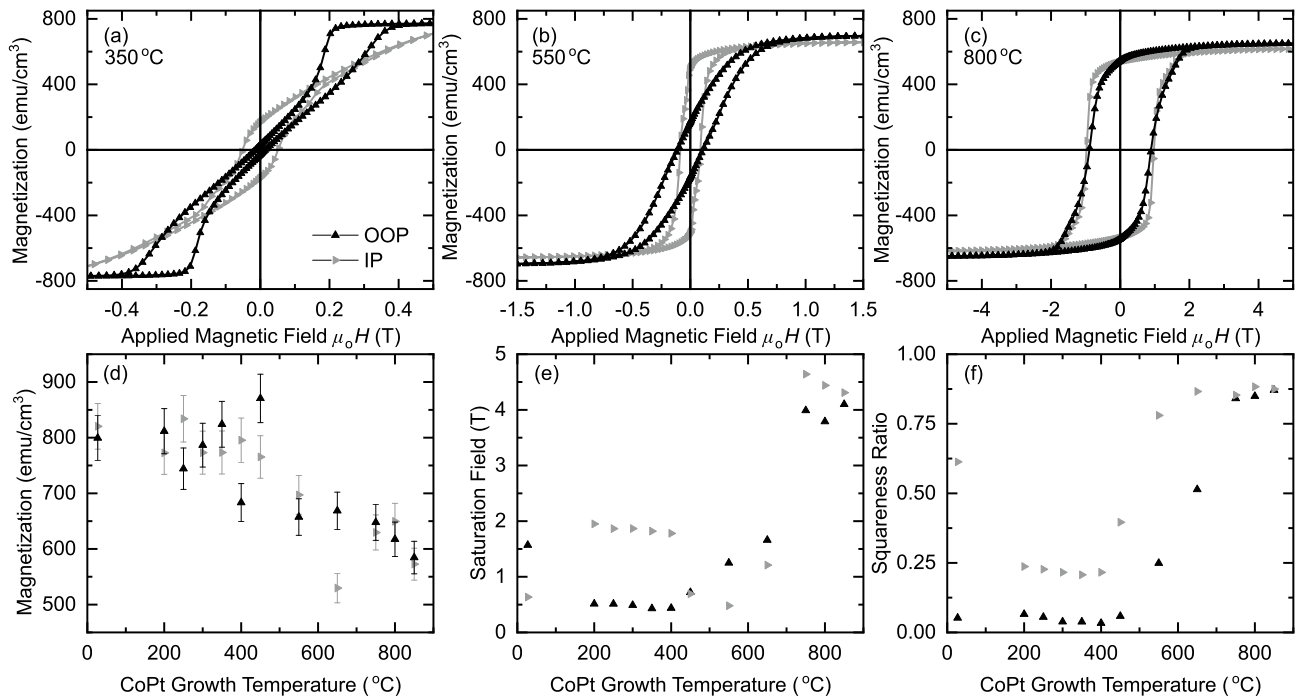 (a)
350 °C
800
400
0
-400
-800
Magnetization (emu/cm³)
OOP
IP
-0.4
-0.2
0.0
0.2
0.4
Applied Magnetic Field μₒH (T)
(b)
550 °C
800
400
0
-400
-800
Magnetization (emu/cm³)
-1.5
-1.0
-0.5
0.0
0.5
1.0
1.5
Applied Magnetic Field μₒH (T)
(c)
800 °C
800
400
0
-400
-800
Magnetization (emu/cm³)
-4
-2
0
2
4
Applied Magnetic Field μₒH (T)
(d)
900
800
700
600
500
Magnetization (emu/cm³)
0
200
400
600
800
CoPt Growth Temperature (°C)
(e)
5
4
3
2
1
0
Saturation Field (T)
0
200
400
600
800
CoPt Growth Temperature (°C)
(f)
1.00
0.75
0.50
0.25
0.00
Squareness Ratio
0
200
400
600
800
CoPt Growth Temperature (°C)